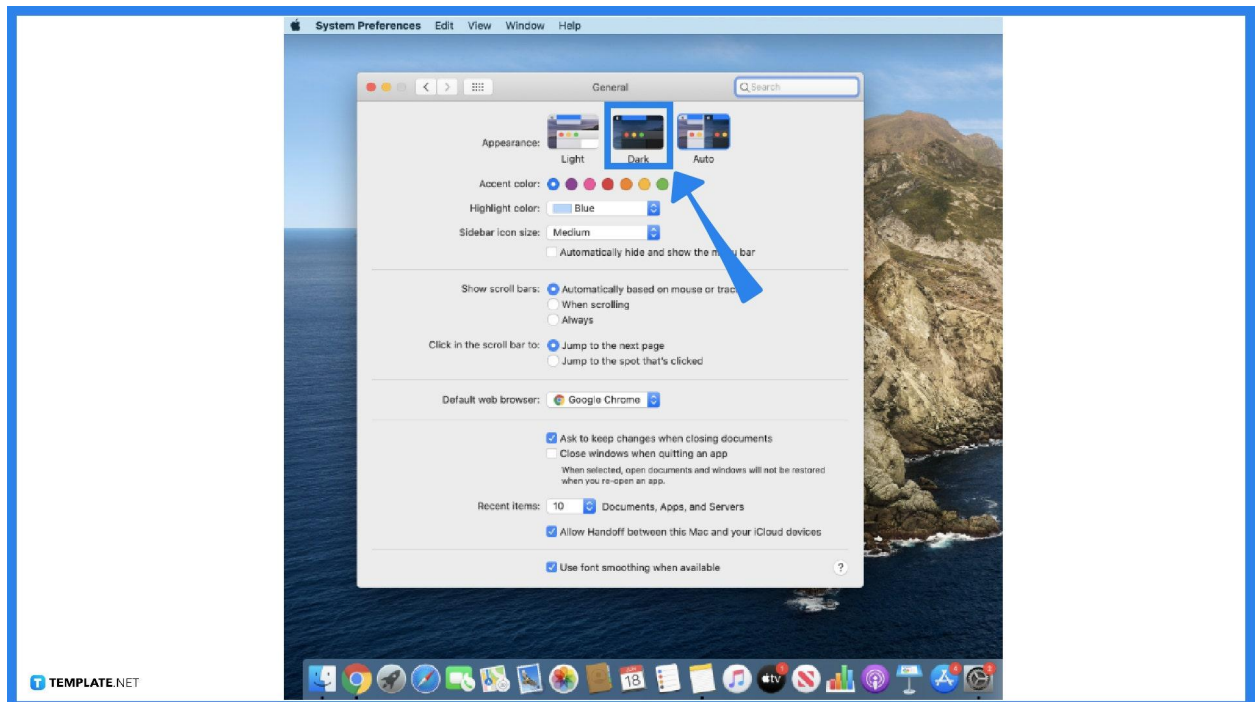 System Preferences Edit View Window Help
General
Search
Appearance:
Light Dark Auto
Accent color:
Highlight color: Blue
Sidebar icon size: Medium
Automatically hide and show the menu bar
Show scroll bars: Automatically based on mouse or
When scrolling
Always
Click in the scroll bar to: Jump to the next page
Jump to the spot that's clicked
Default web browser: Google Chrome
Ask to keep changes when closing documents
Close windows when quitting an app
When selected, open documents and windows will not be restored
when you re-open an app.
Recent items: 10 Documents, Apps, and Servers
Allow Handoff between this Mac and your iCloud devices
Use font smoothing when available ?
18
tv
T TEMPLATE.NET